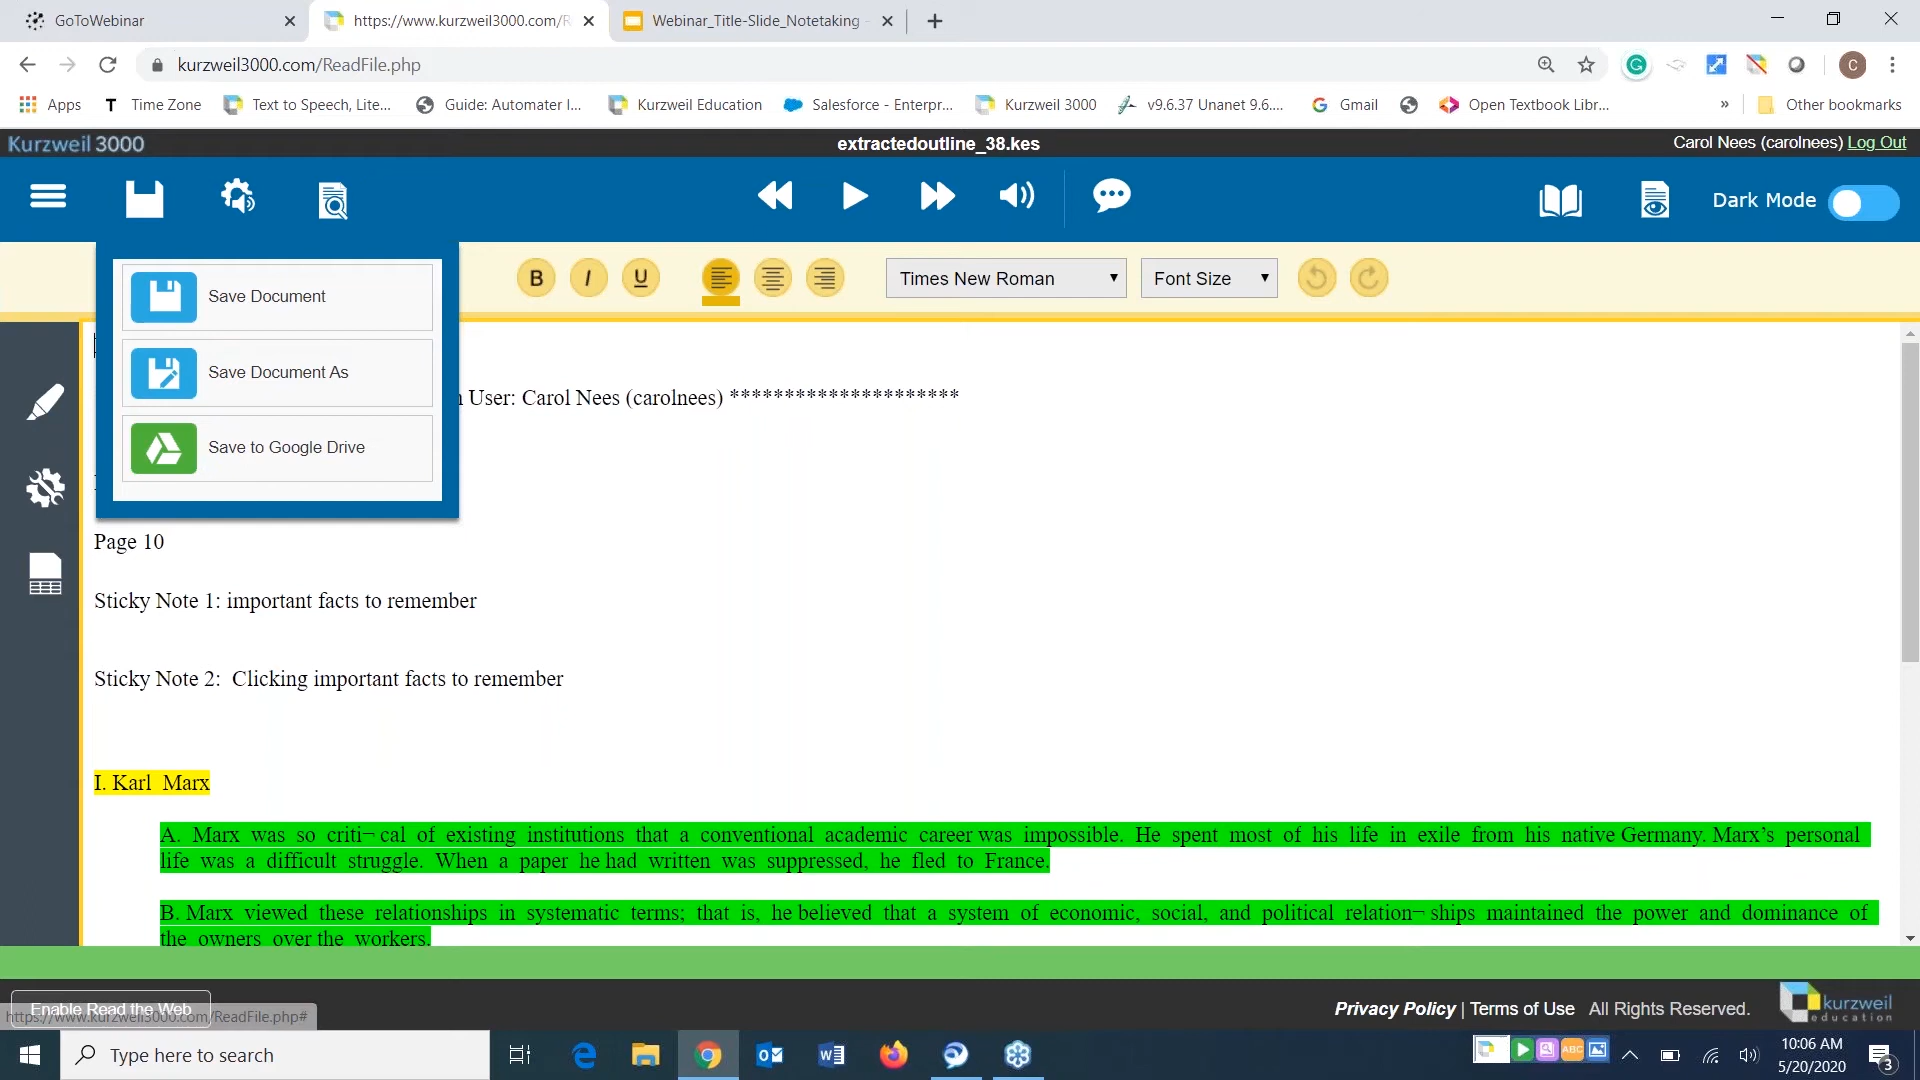 GoToWebinar
https://www.kurzweil3000.com/R
Webinar_Title-Slide_Notetaking
kurzweil3000.com/ReadFile.php
C
Apps
T Time Zone
Text to Speech, Lite...
Guide: Automater I...
Kurzweil Education
Salesforce - Enterpr...
Kurzweil 3000
v9.6.37 Unanet 9.6....
Gmail
Open Textbook Libr...
»
Other bookmarks
Kurzweil 3000
extractedoutline_38.kes
Carol Nees (carolnees) Log Out
Dark Mode
B I U
Times New Roman
Font Size
Save Document
Save Document As
Save to Google Drive
User: Carol Nees (carolnees) *********************
Page 10
Sticky Note 1: important facts to remember
Sticky Note 2: Clicking important facts to remember
I. Karl Marx
A. Marx was so criti¬ cal of existing institutions that a conventional academic career was impossible. He spent most of his life in exile from his native Germany. Marx’s personal
life was a difficult struggle. When a paper he had written was suppressed, he fled to France.
B. Marx viewed these relationships in systematic terms; that is, he believed that a system of economic, social, and political relation¬ ships maintained the power and dominance of
the owners over the workers.
Enable Read the Web
https://www.kurzweil3000.com/ReadFile.php#
Privacy Policy | Terms of Use All Rights Reserved.
kurzweil
education
Type here to search
ABC
10:06 AM
5/20/2020
3